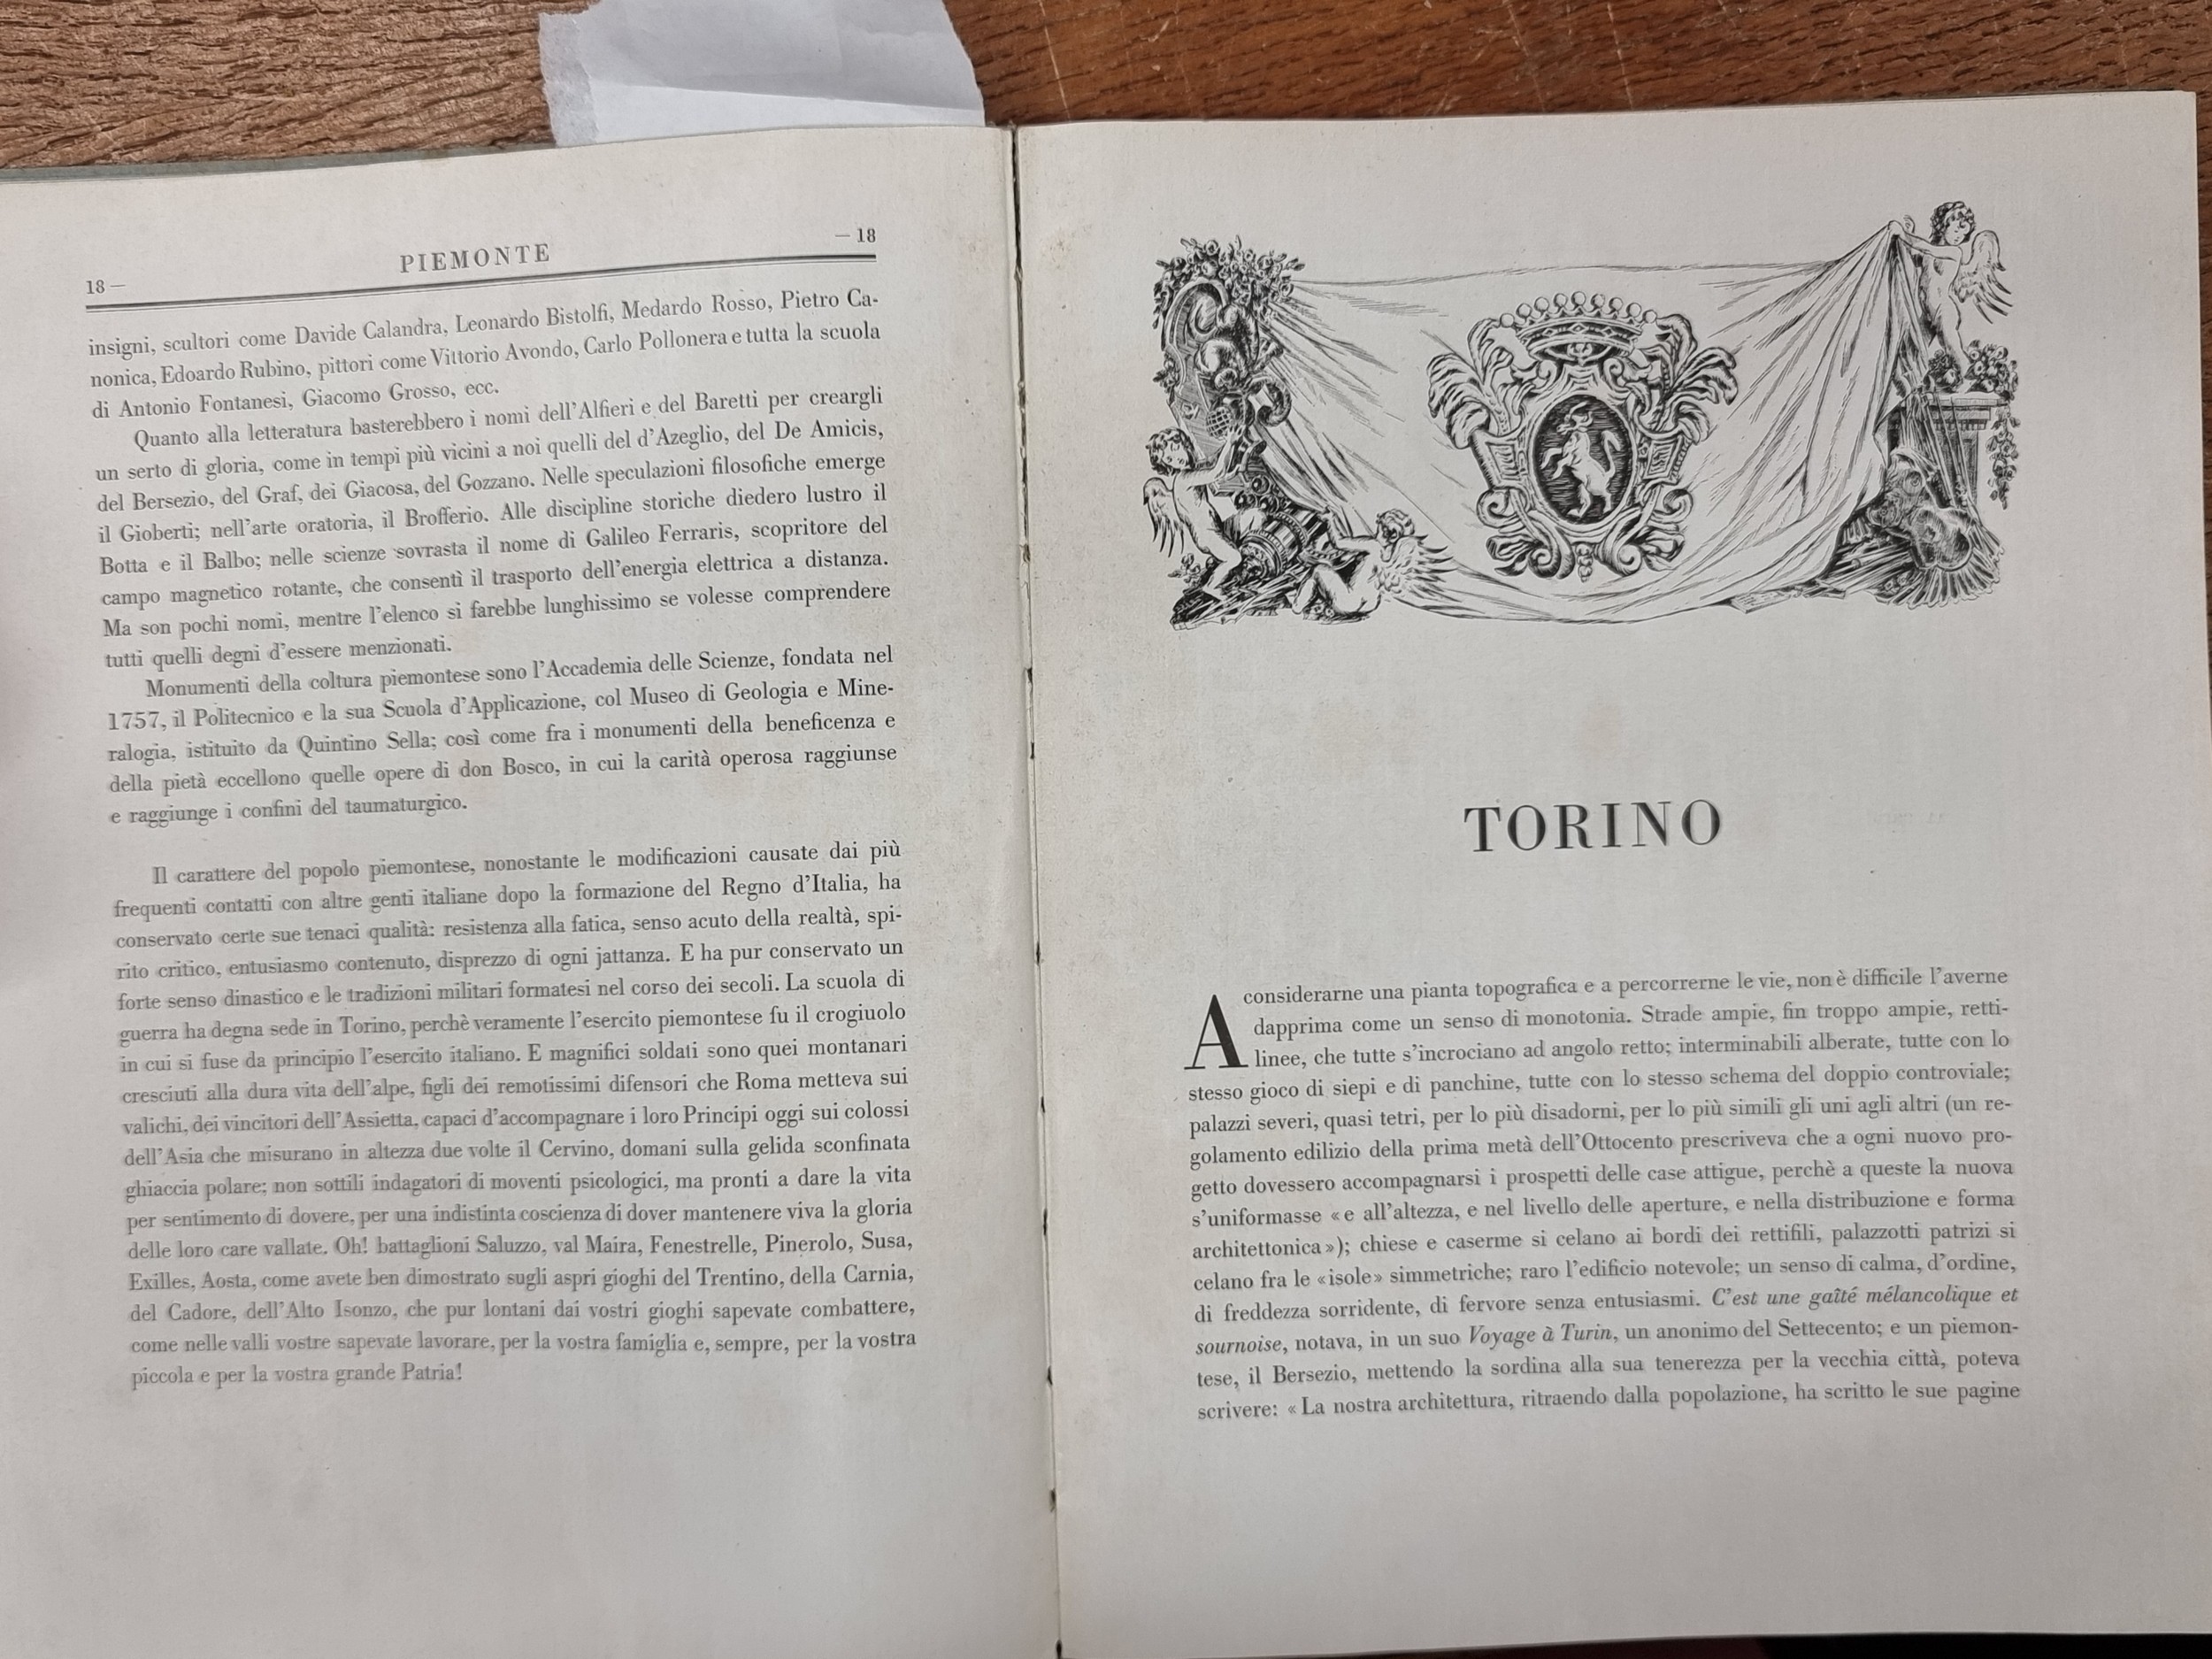 18 —
PIEMONTE
— 18
insigni, scultori come Davide Calandra, Leonardo Bistolfi, Medardo Rosso, Pietro Ca-
nonica, Edoardo Rubino, pittori come Vittorio Avondo, Carlo Pollonera e tutta la scuola
di Antonio Fontanesi, Giacomo Grosso, ecc.
Quanto alla letteratura basterebbero i nomi dell'Alfieri e del Baretti per creargli
un serto di gloria, come in tempi più vicini a noi quelli del d'Azeglio, del De Amicis,
del Bersezio, del Graf, dei Giacosa, del Gozzano. Nelle speculazioni filosofiche emerge
il Gioberti; nell'arte oratoria, il Brofferio. Alle discipline storiche diedero lustro il
Botta e il Balbo; nelle scienze sovrasta il nome di Galileo Ferraris, scopritore del
campo magnetico rotante, che consentì il trasporto dell'energia elettrica a distanza.
Ma son pochi nomi, mentre l'elenco si farebbe lunghissimo se volesse comprendere
tutti quelli degni d'essere menzionati.
Monumenti della coltura piemontese sono l'Accademia delle Scienze, fondata nel
1757, il Politecnico e la sua Scuola d'Applicazione, col Museo di Geologia e Mine-
ralogia, istituito da Quintino Sella; così come fra i monumenti della beneficenza e
della pietà eccellono quelle opere di don Bosco, in cui la carità operosa raggiunse
e raggiunge i confini del taumaturgico.
Il carattere del popolo piemontese, nonostante le modificazioni causate dai più
frequenti contatti con altre genti italiane dopo la formazione del Regno d'Italia, ha
conservato certe sue tenaci qualità: resistenza alla fatica, senso acuto della realtà, spi-
rito critico, entusiasmo contenuto, disprezzo di ogni jattanza. E ha pur conservato un
forte senso dinastico e le tradizioni militari formatesi nel corso dei secoli. La scuola di
guerra ha degna sede in Torino, perchè veramente l'esercito piemontese fu il crogiuolo
in cui si fuse da principio l'esercito italiano. E magnifici soldati sono quei montanari
cresciuti alla dura vita dell'alpe, figli dei remotissimi difensori che Roma metteva sui
valichi, dei vincitori dell'Assietta, capaci d'accompagnare i loro Principi oggi sui colossi
dell'Asia che misurano in altezza due volte il Cervino, domani sulla gelida sconfinata
ghiaccia polare; non sottili indagatori di moventi psicologici, ma pronti a dare la vita
per sentimento di dovere, per una indistinta coscienza di dover mantenere viva la gloria
delle loro care vallate. Oh! battaglioni Saluzzo, val Maira, Fenestrelle, Pinerolo, Susa,
Exilles, Aosta, come avete ben dimostrato sugli aspri gioghi del Trentino, della Carnia,
del Cadore, dell'Alto Isonzo, che pur lontani dai vostri gioghi sapevate combattere,
come nelle valli vostre sapevate lavorare, per la vostra famiglia e, sempre, per la vostra
piccola e per la vostra grande Patria!
TORINO
A considerarne una pianta topografica e a percorrerne le vie, non è difficile l'averne
dapprima come un senso di monotonia. Strade ampie, fin troppo ampie, retti-
linee, che tutte s'incrociano ad angolo retto; interminabili alberate, tutte con lo
stesso gioco di siepi e di panchine, tutte con lo stesso schema del doppio controviale;
palazzi severi, quasi tetri, per lo più disadorni, per lo più simili gli uni agli altri (un re-
golamento edilizio della prima metà dell'Ottocento prescriveva che a ogni nuovo pro-
getto dovessero accompagnarsi i prospetti delle case attigue, perchè a queste la nuova
s'uniformasse « e all'altezza, e nel livello delle aperture, e nella distribuzione e forma
architettonica »); chiese e caserme si celano ai bordi dei rettifili, palazzotti patrizi si
celano fra le «isole» simmetriche; raro l'edificio notevole; un senso di calma, d'ordine,
di freddezza sorridente, di fervore senza entusiasmi. C'est une gaîté mélancolique et
sournoise, notava, in un suo Voyage à Turin, un anonimo del Settecento; e un piemon-
tese, il Bersezio, mettendo la sordina alla sua tenerezza per la vecchia città, poteva
scrivere: « La nostra architettura, ritraendo dalla popolazione, ha scritto le sue pagine